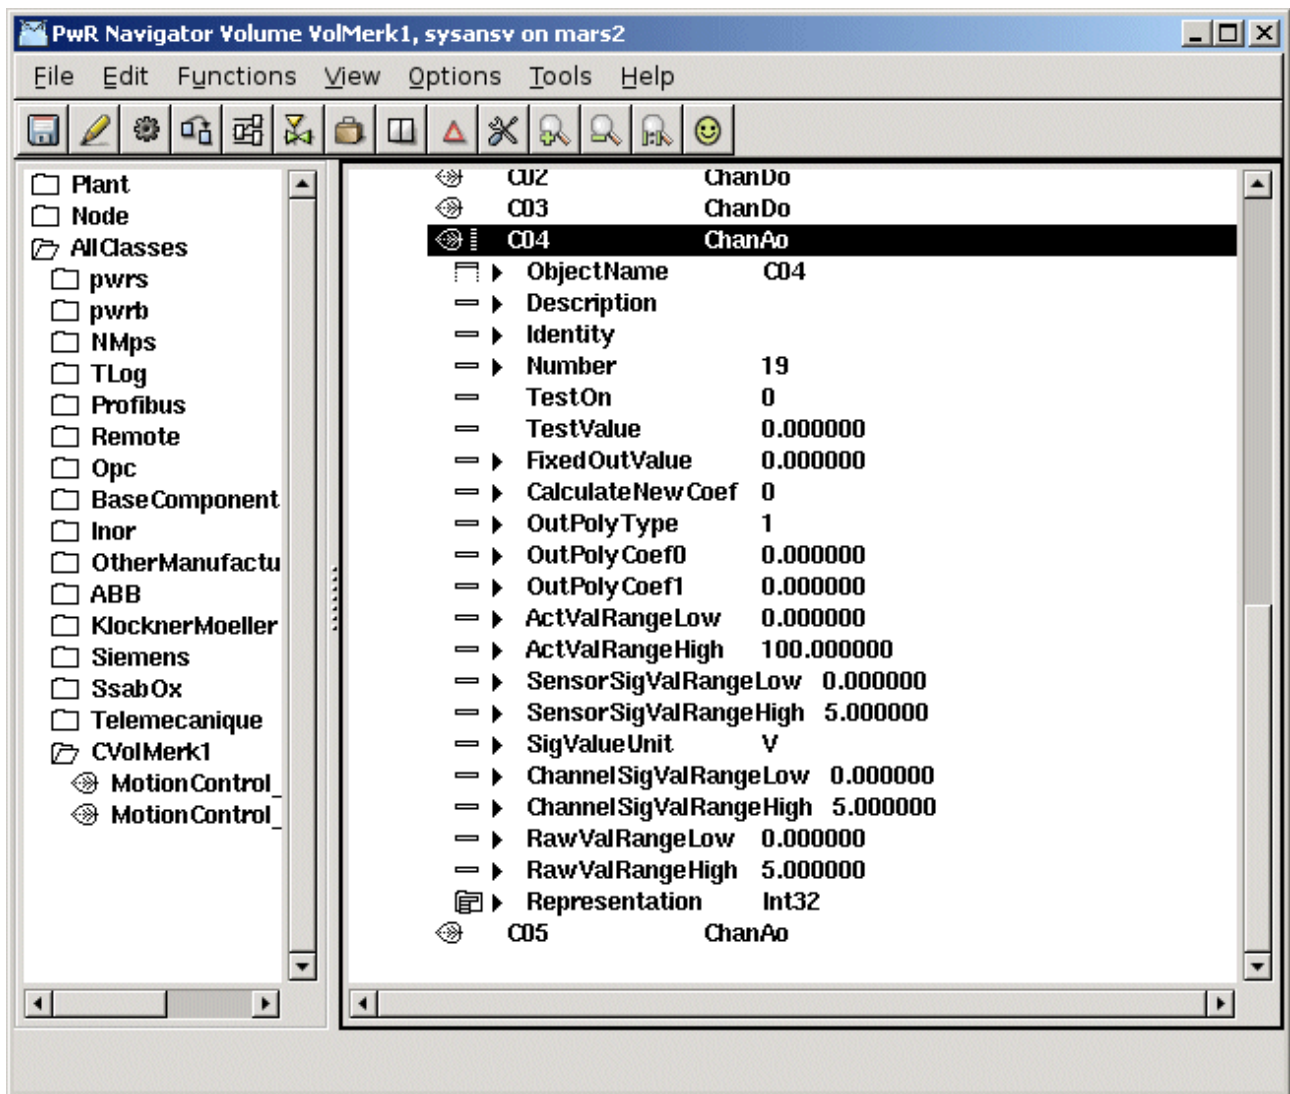 PwR Navigator Volume VolMerk1, sysansv on mars2
File Edit Functions View Options Tools Help
Plant
Node
AllClasses
pwrs
pwrb
NMps
TLog
Profibus
Remote
Opc
BaseComponent
Inor
OtherManufactu
ABB
KlocknerMoeller
Siemens
SsabOx
Telemecanique
CVolMerk1
MotionControl_
MotionControl_
C02 ChanDo
C03 ChanDo
C04 ChanAo
ObjectName C04
Description
Identity
Number 19
TestOn 0
TestValue 0.000000
FixedOutValue 0.000000
CalculateNewCoef 0
OutPolyType 1
OutPolyCoef0 0.000000
OutPolyCoef1 0.000000
ActValRangeLow 0.000000
ActValRangeHigh 100.000000
SensorSigValRangeLow 0.000000
SensorSigValRangeHigh 5.000000
SigValueUnit V
ChannelSigValRangeLow 0.000000
ChannelSigValRangeHigh 5.000000
RawValRangeLow 0.000000
RawValRangeHigh 5.000000
Representation Int32
C05 ChanAo